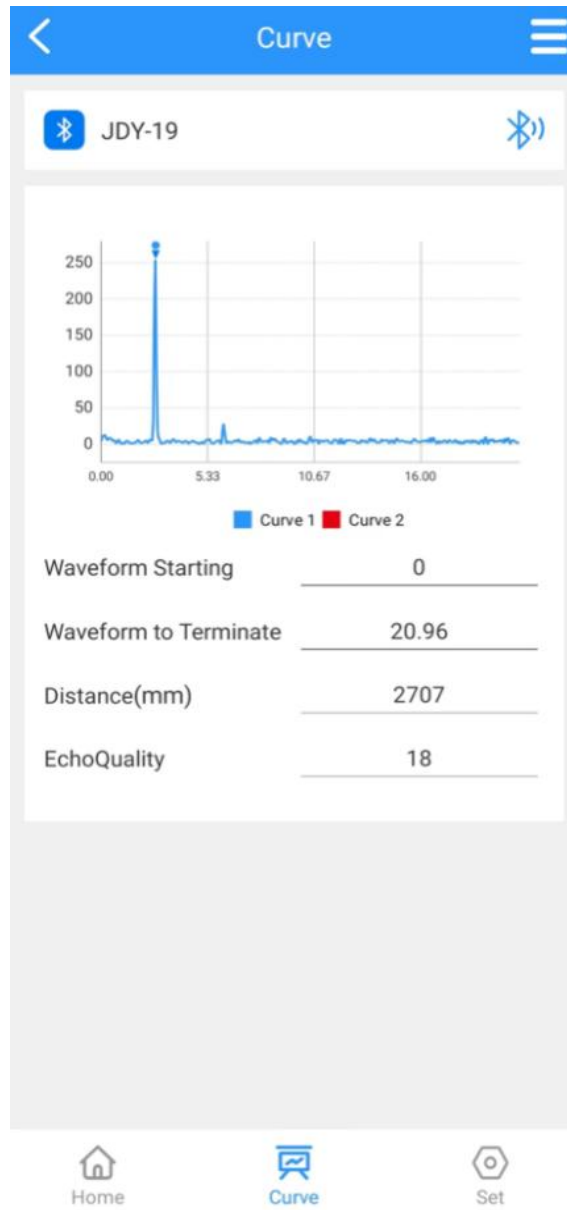 Curve
JDY-19
250
200
150
100
50
0
0.00 5.33 10.67 16.00
Curve 1 Curve 2
Waveform Starting 0
Waveform to Terminate 20.96
Distance(mm) 2707
EchoQuality 18
Home Curve Set